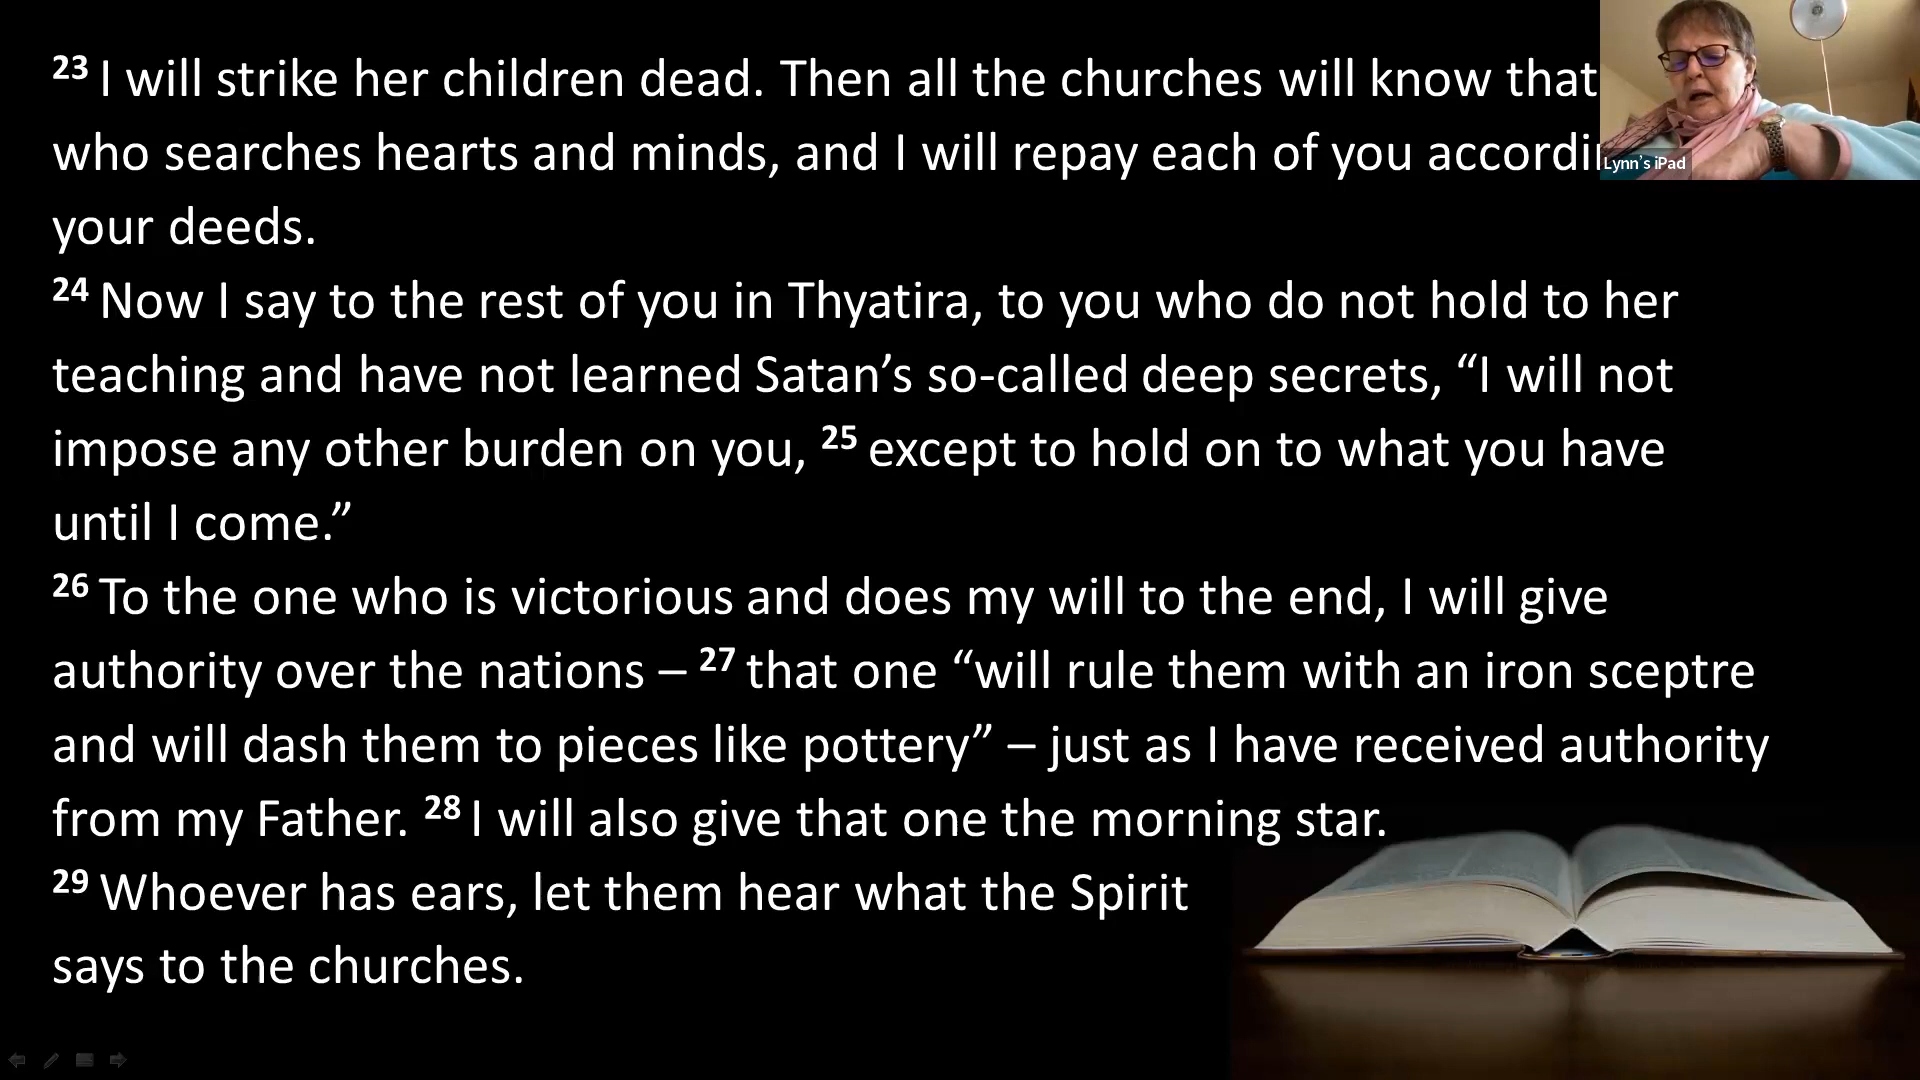 23 I will strike her children dead. Then all the churches will know that
who searches hearts and minds, and I will repay each of you accordin
your deeds.
24 Now I say to the rest of you in Thyatira, to you who do not hold to her
teaching and have not learned Satan’s so-called deep secrets, “I will not
impose any other burden on you, 25 except to hold on to what you have
until I come.”
26 To the one who is victorious and does my will to the end, I will give
authority over the nations – 27 that one “will rule them with an iron sceptre
and will dash them to pieces like pottery” – just as I have received authority
from my Father. 28 I will also give that one the morning star.
29 Whoever has ears, let them hear what the Spirit
says to the churches.
Lynn’s iPad